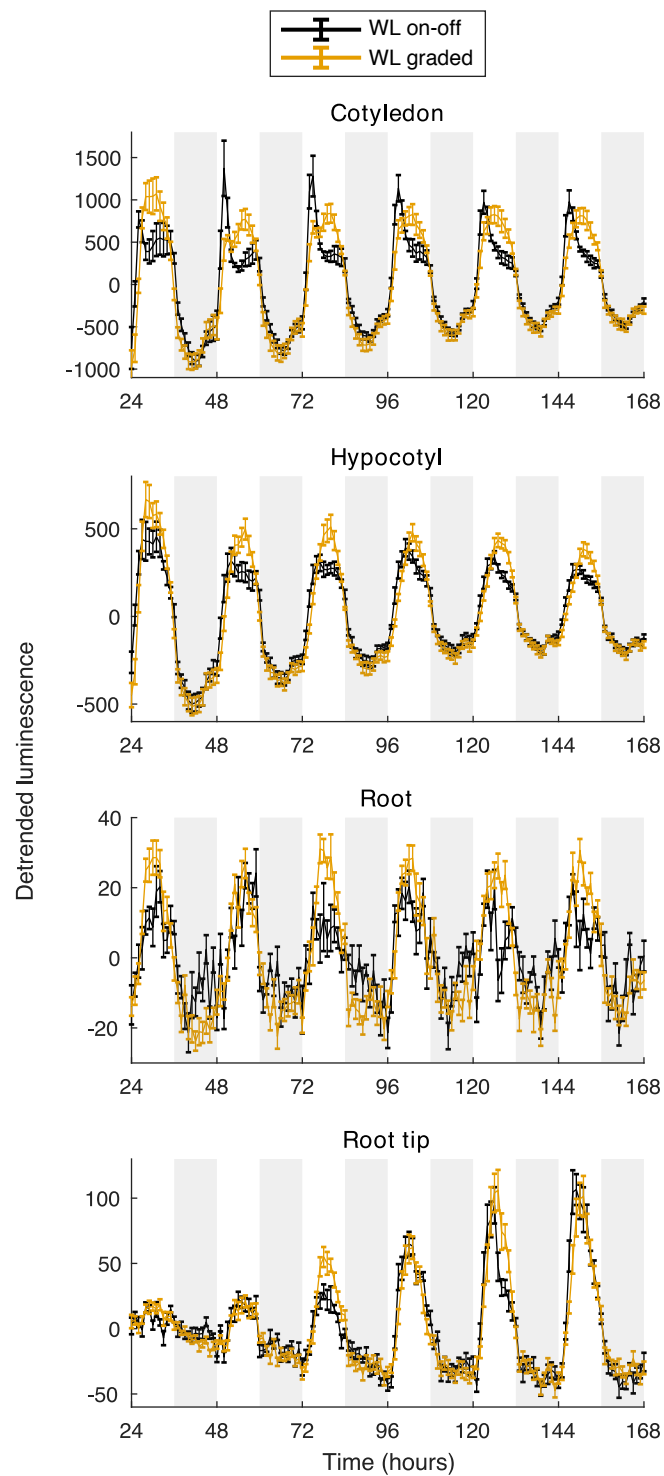 WL on-off
WL graded
Cotyledon
1500
1000
500
0
-500
-1000
24 48 72 96 120 144 168
Hypocotyl
500
0
-500
24 48 72 96 120 144 168
Detrended luminescence
Root
40
20
0
-20
24 48 72 96 120 144 168
Root tip
100
50
0
-50
24 48 72 96 120 144 168
Time (hours)